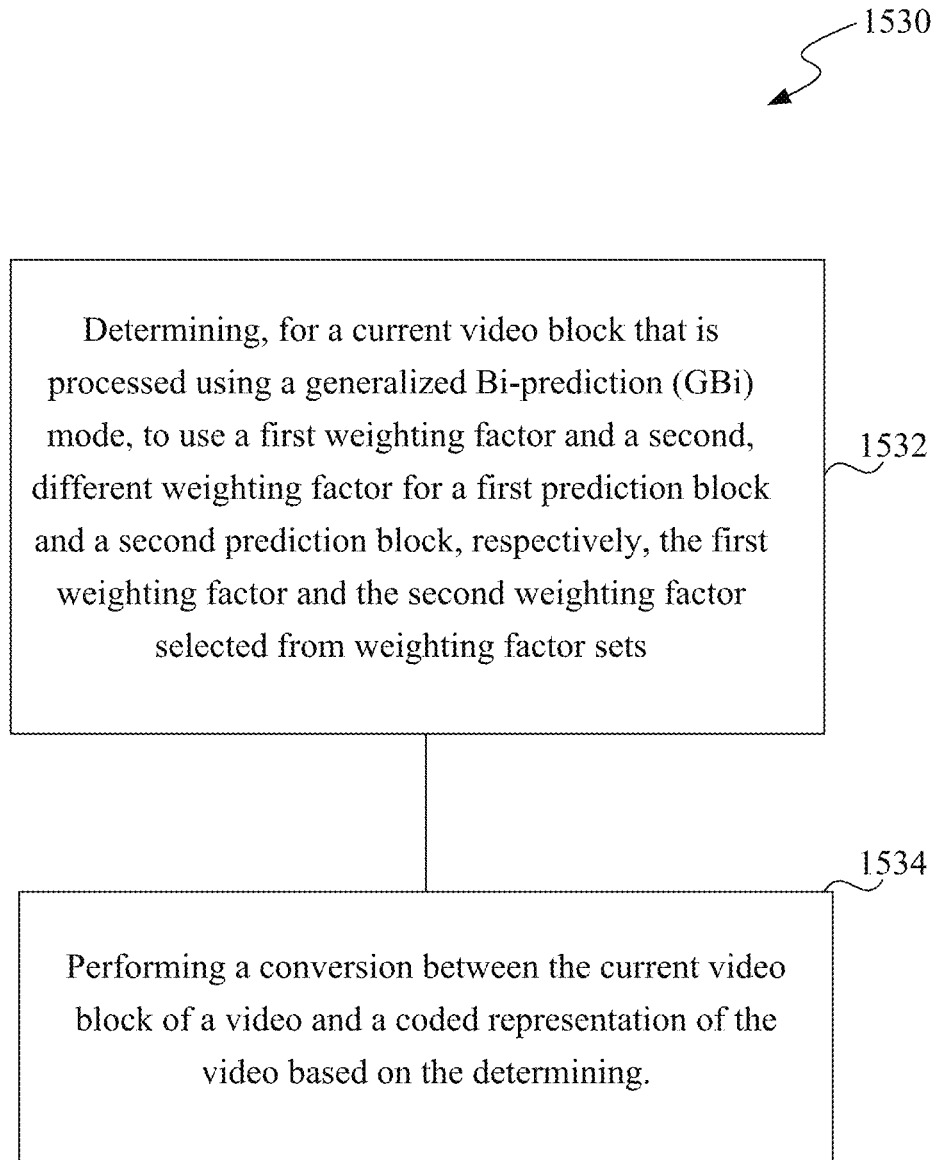 1530
Determining, for a current video block that is
processed using a generalized Bi-prediction (GBi)
mode, to use a first weighting factor and a second,
different weighting factor for a first prediction block
and a second prediction block, respectively, the first
weighting factor and the second weighting factor
selected from weighting factor sets
1532
1534
Performing a conversion between the current video
block of a video and a coded representation of the
video based on the determining.